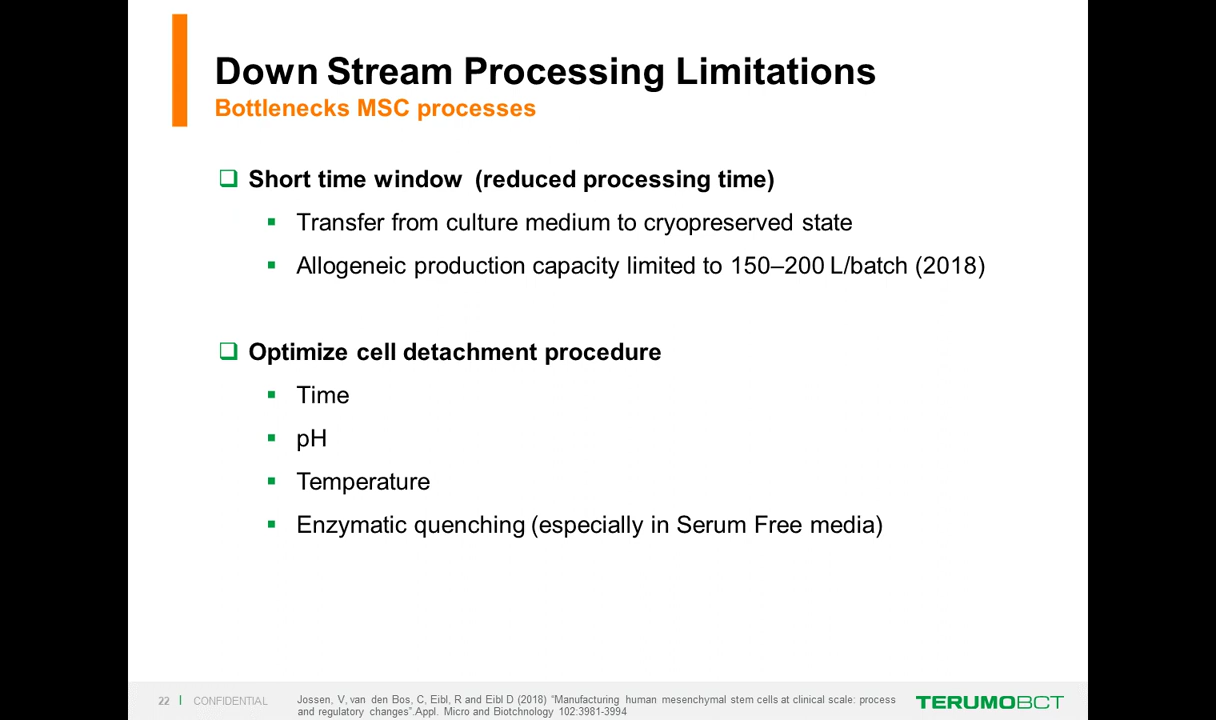 Down Stream Processing Limitations
Bottlenecks MSC processes
Short time window (reduced processing time)
Transfer from culture medium to cryopreserved state
Allogeneic production capacity limited to 150–200 L/batch (2018)
Optimize cell detachment procedure
Time
pH
Temperature
Enzymatic quenching (especially in Serum Free media)
22 | CONFIDENTIAL
Jossen, V, van den Bos, C, Eibl, R and Eibl D (2018) “Manufacturing human mesenchymal stem cells at clinical scale: process
and regulatory changes”.Appl. Micro and Biotchnology 102:3981-3994
TERUMOBCT